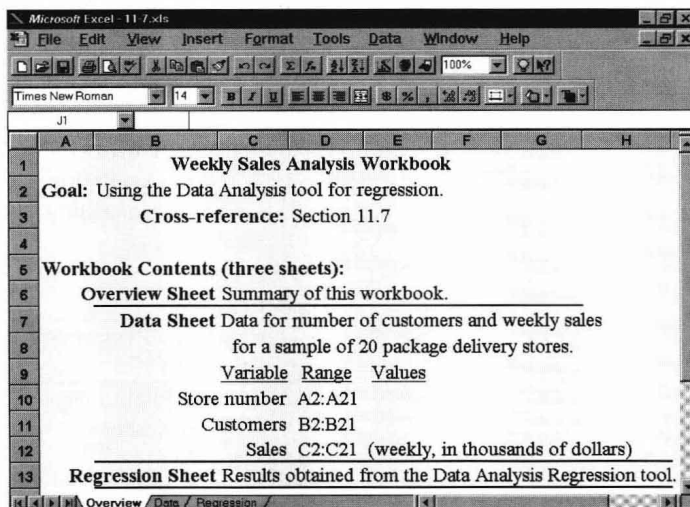 Microsoft Excel - 11-7.xls
File Edit View Insert Format Tools Data Window Help
100%
Times New Roman 14 B I U $ % ,
J1
A B C D E F G H
1 Weekly Sales Analysis Workbook
2 Goal: Using the Data Analysis tool for regression.
3 Cross-reference: Section 11.7
4
5 Workbook Contents (three sheets):
6 Overview Sheet Summary of this workbook.
7 Data Sheet Data for number of customers and weekly sales
8 for a sample of 20 package delivery stores.
9 Variable Range Values
10 Store number A2:A21
11 Customers B2:B21
12 Sales C2:C21 (weekly, in thousands of dollars)
13 Regression Sheet Results obtained from the Data Analysis Regression tool.
Overview Data Regression